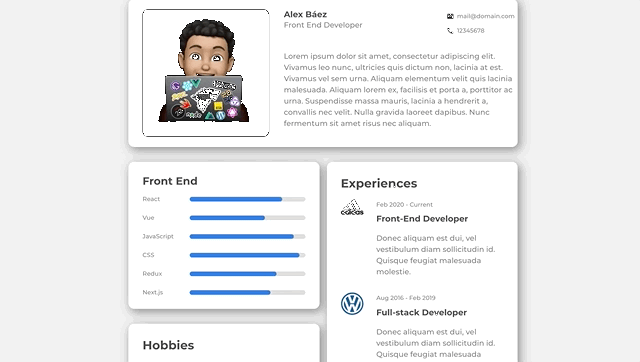 Alex Báez
Front End Developer
mail@domain.com
12345678
Lorem ipsum dolor sit amet, consectetur adipiscing elit.
Vivamus leo nunc, ultricies quis dictum non, lacinia at est.
Vivamus vel sem urna. Aliquam elementum velit quis lacinia
malesuada. Aliquam lorem ex, facilisis et porta a, porttitor ac
urna. Suspendisse massa mauris, lacinia a hendrerit a,
convallis nec velit. Nulla gravida laoreet dapibus. Nunc
fermentum sit amet risus nec aliquam.
Front End
React
Vue
JavaScript
CSS
Redux
Next.js
Hobbies
Experiences
adidas
Feb 2020 - Current
Front-End Developer
Donec aliquam est dui, vel
vestibulum diam sollicitudin id.
Quisque feugiat malesuada
molestie.
Aug 2016 - Feb 2019
Full-stack Developer
Donec aliquam est dui, vel
vestibulum diam sollicitudin id.
Quisque feugiat malesuada